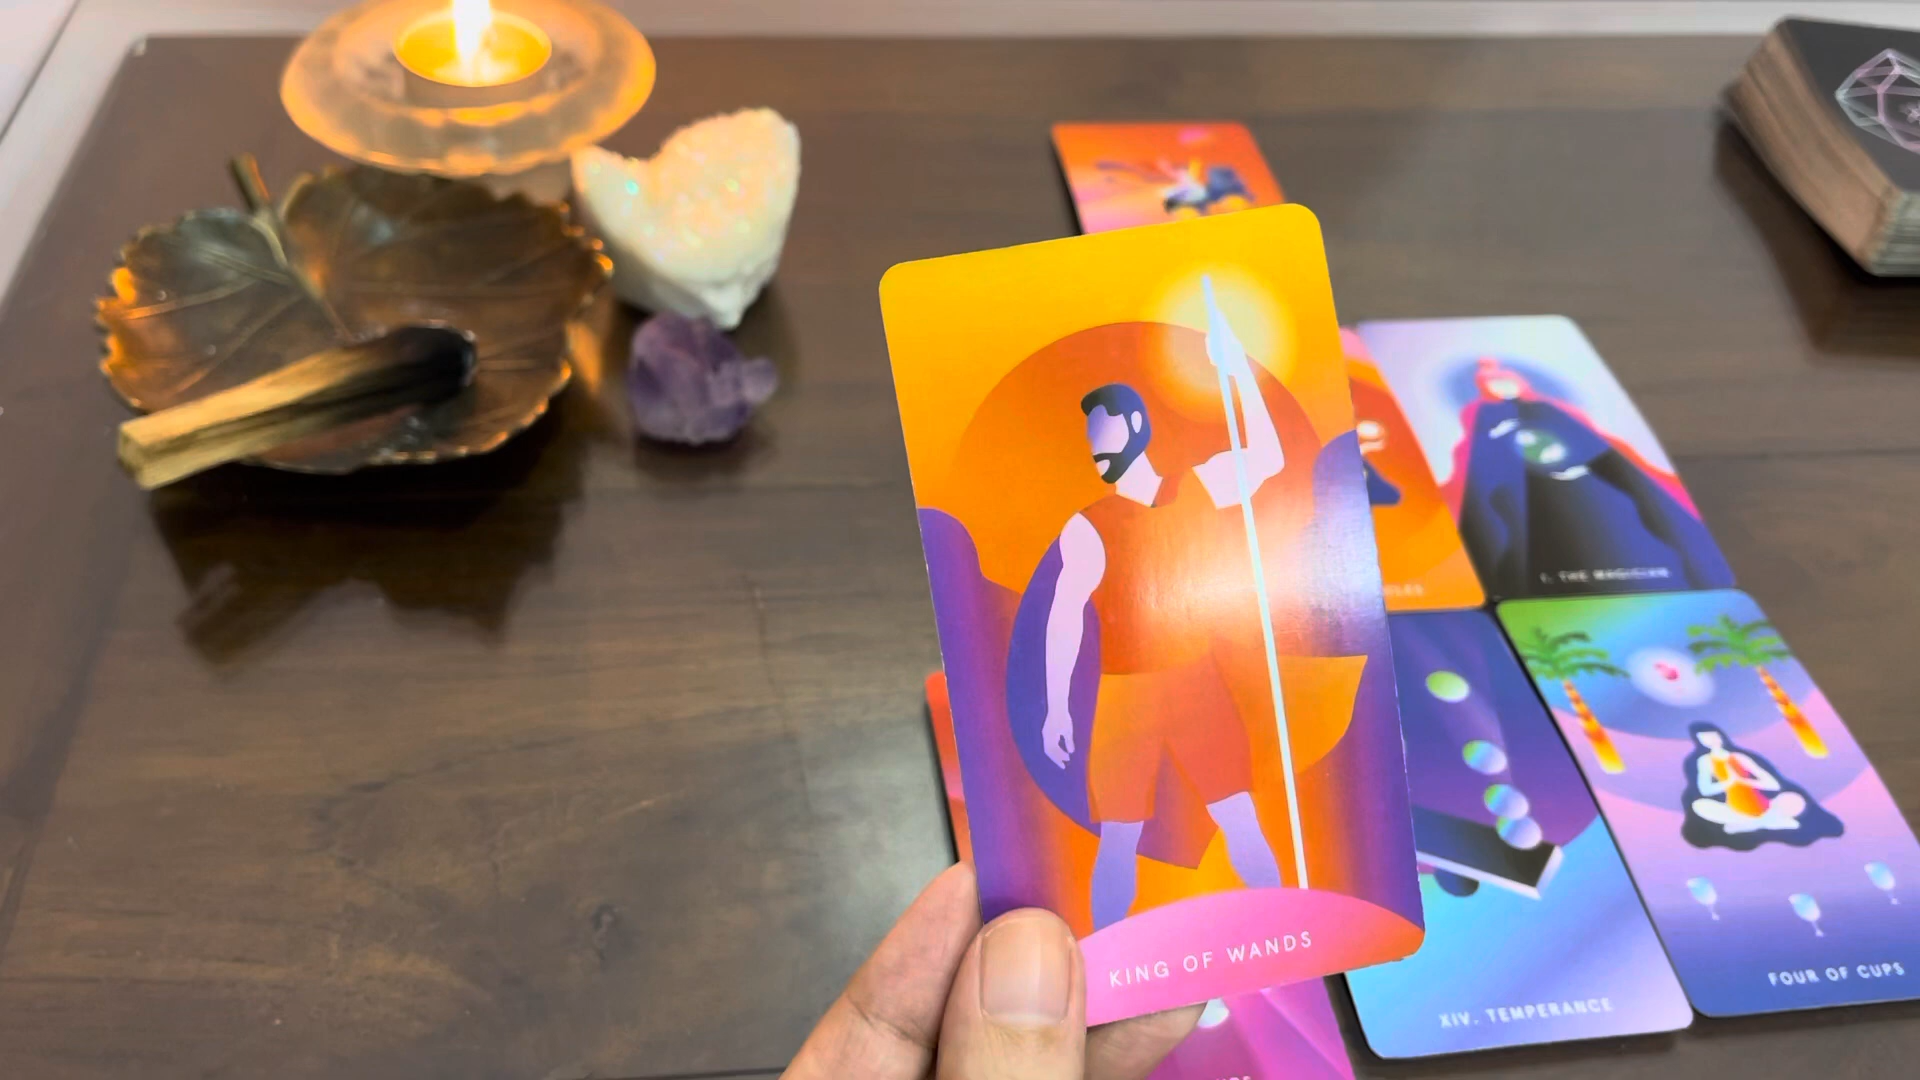 KING OF WANDS
I. THE MAGICIAN
XIV. TEMPERANCE
FOUR OF CUPS